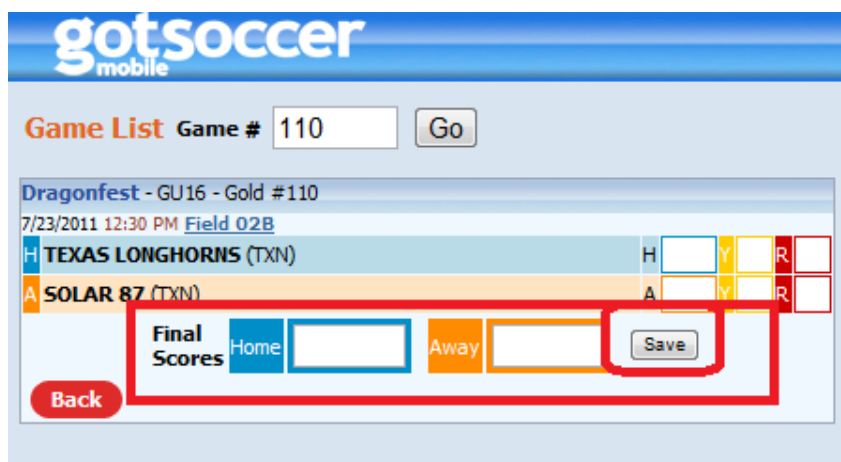 gotsoccer
mobile
Game List Game # 110 Go
Dragonfest - GU16 - Gold #110
7/23/2011 12:30 PM Field 02B
H TEXAS LONGHORNS (TXN) H Y R
A SOLAR 87 (TXN) A Y R
Final Scores Home Away Save
Back